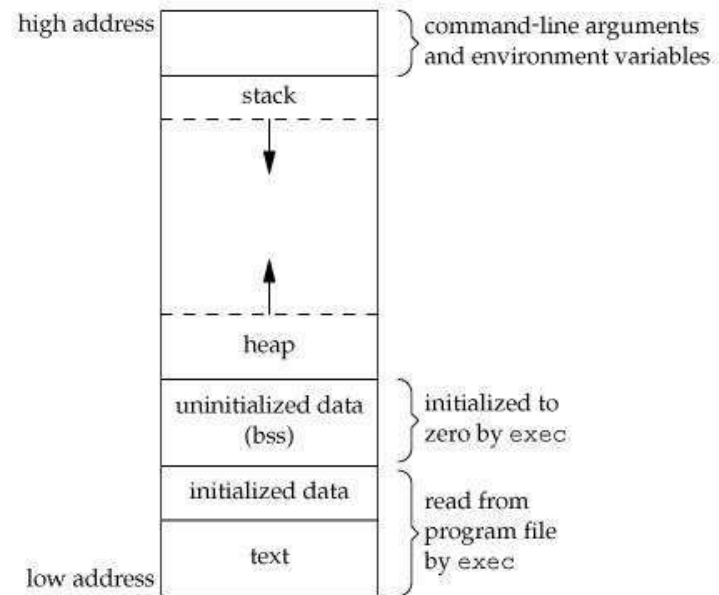 high address
command-line arguments
and environment variables
stack
heap
uninitialized data
(bss)
initialized to
zero by exec
initialized data
read from
program file
by exec
text
low address